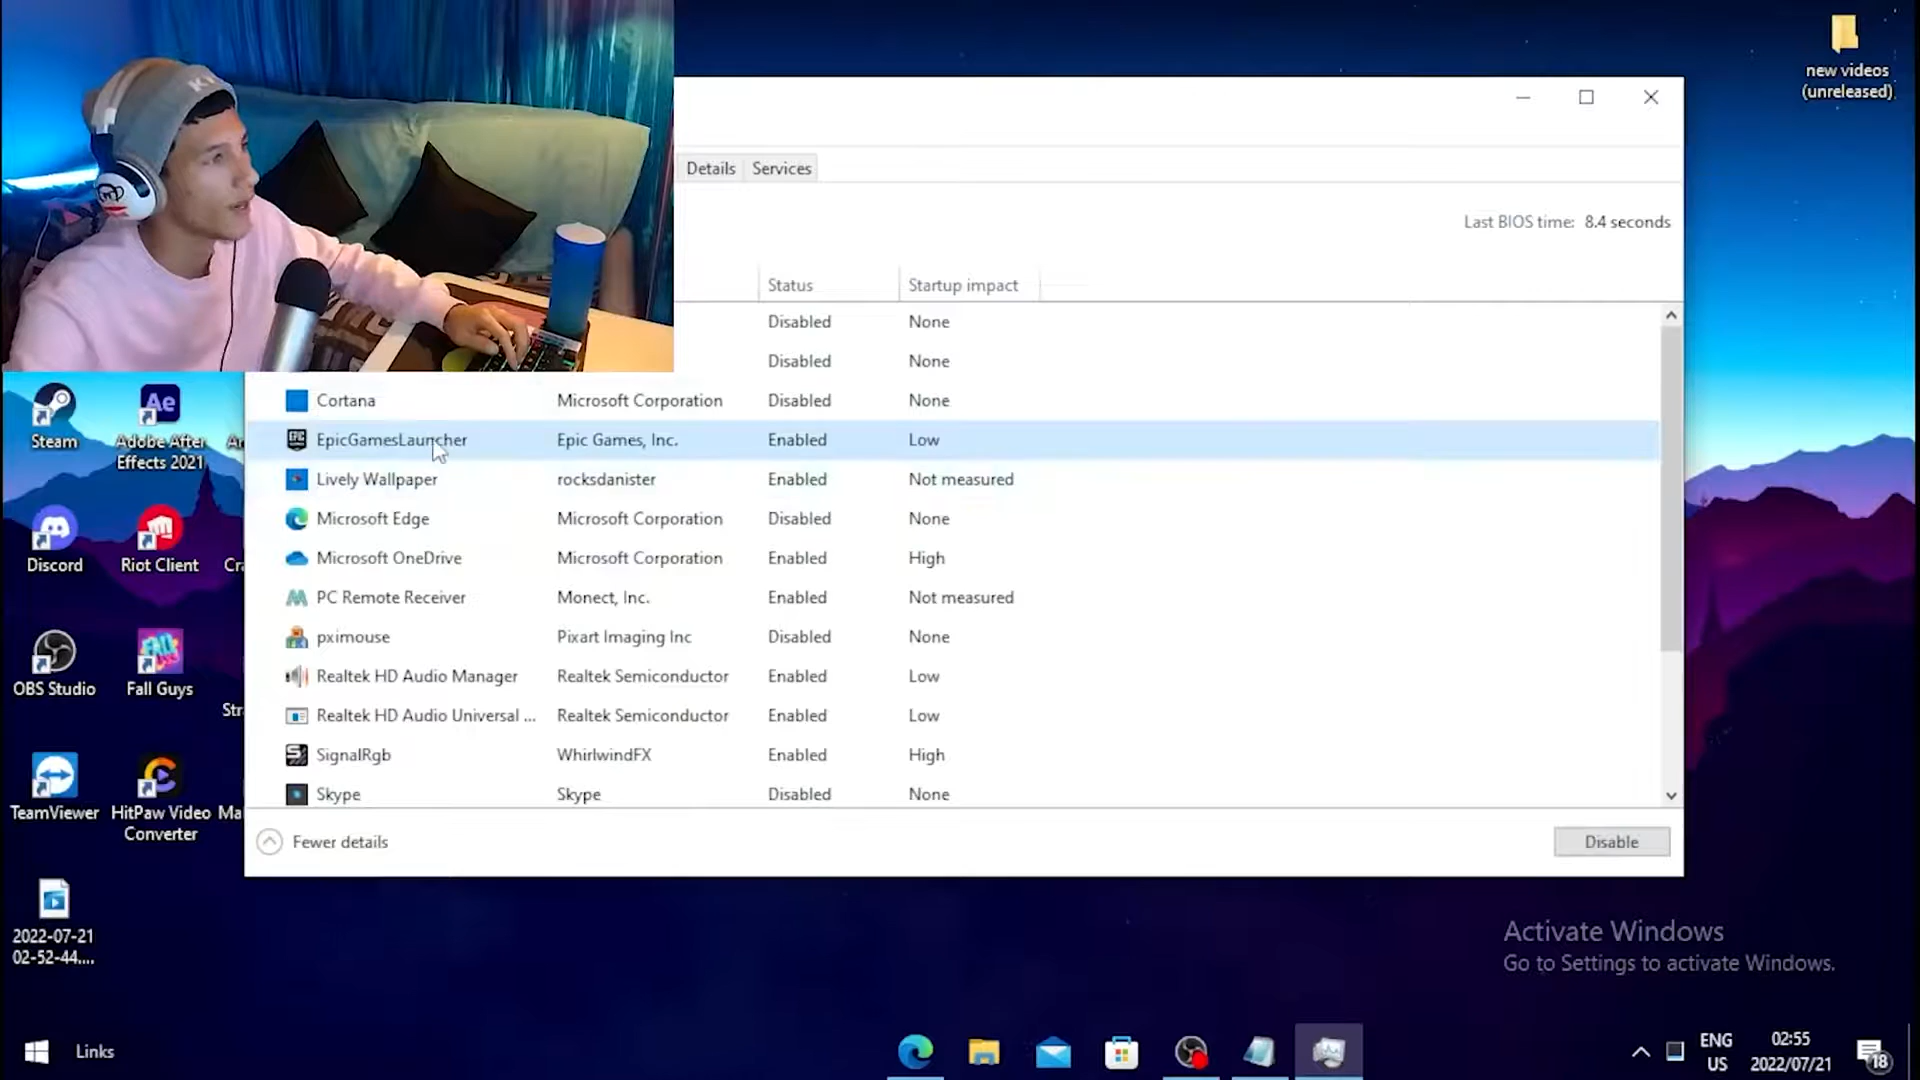 new videos
(unreleased)
Details
Services
Last BIOS time: 8.4 seconds
Status
Startup impact
Disabled
None
Disabled
None
Cortana
Microsoft Corporation
Disabled
None
EpicGamesLauncher
Epic Games, Inc.
Enabled
Low
Lively Wallpaper
rocksdanister
Enabled
Not measured
Microsoft Edge
Microsoft Corporation
Disabled
None
Microsoft OneDrive
Microsoft Corporation
Enabled
High
PC Remote Receiver
Monect, Inc.
Enabled
Not measured
pximouse
Pixart Imaging Inc
Disabled
None
Realtek HD Audio Manager
Realtek Semiconductor
Enabled
Low
Realtek HD Audio Universal ...
Realtek Semiconductor
Enabled
Low
SignalRgb
WhirlwindFX
Enabled
High
Skype
Skype
Disabled
None
Fewer details
Disable
Steam
Ae
Adobe After
Effects 2021
Discord
Riot Client
OBS Studio
Fall Guys
TeamViewer
HitPaw Video
Converter
2022-07-21
02-52-44....
Activate Windows
Go to Settings to activate Windows.
Links
ENG
US
02:55
2022/07/21
18